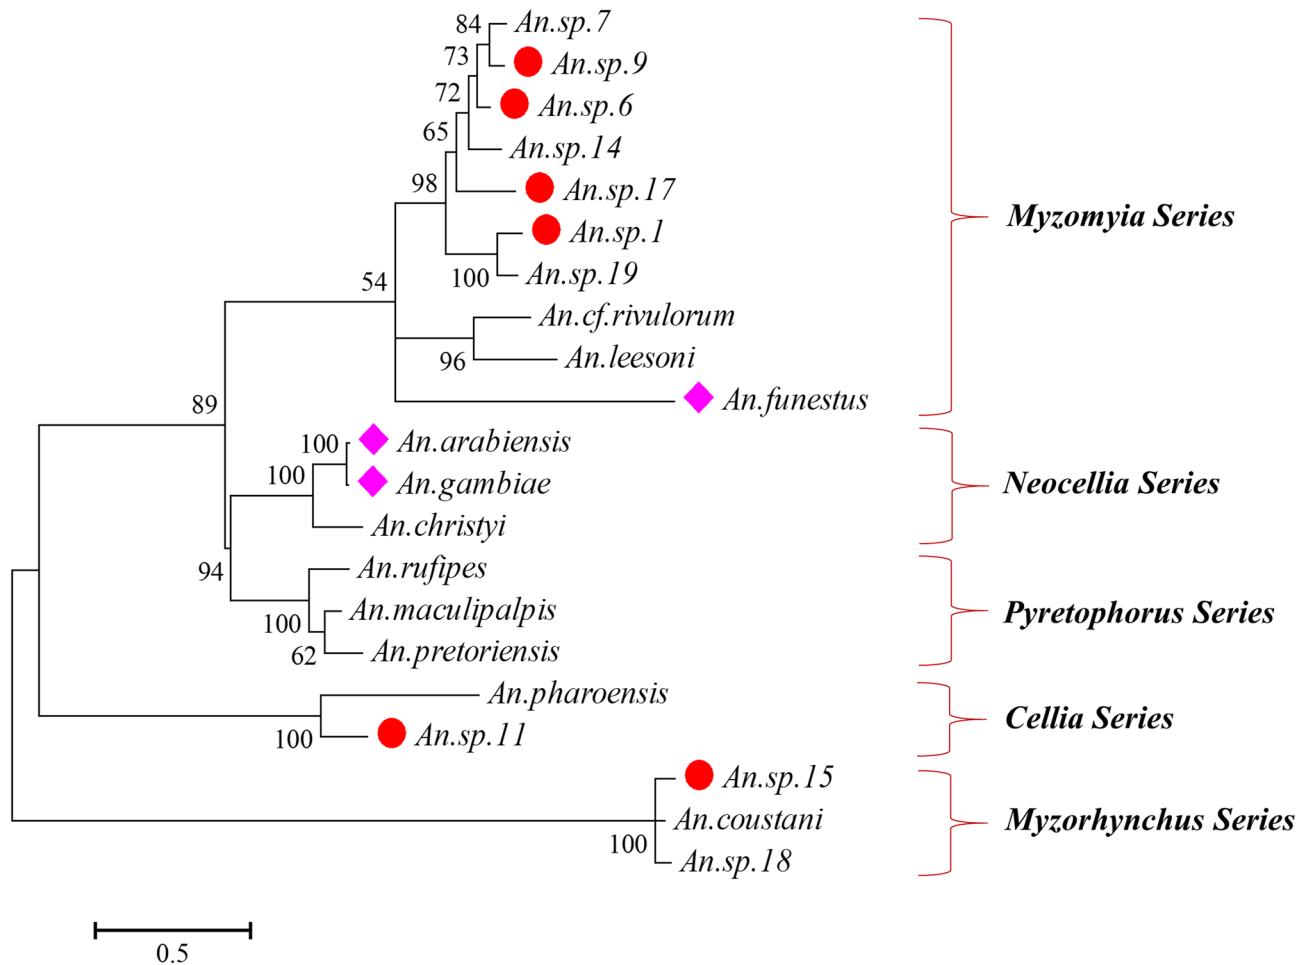 84
An.sp.7
73
An.sp.9
72
An.sp.6
65
An.sp.14
98
An.sp.17
An.sp.1
100
An.sp.19
54
An.cf.rivulorum
96
An.leesoni
An.funestus
Myzomyia Series
89
100
An.arabiensis
100
An.gambiae
An.christyi
Neocellia Series
94
An.rufipes
100
An.maculipalpis
62
An.pretoriensis
Pyretophorus Series
An.pharoensis
100
An.sp.11
Cellia Series
An.sp.15
An.coustani
100
An.sp.18
Myzorhynchus Series
0.5